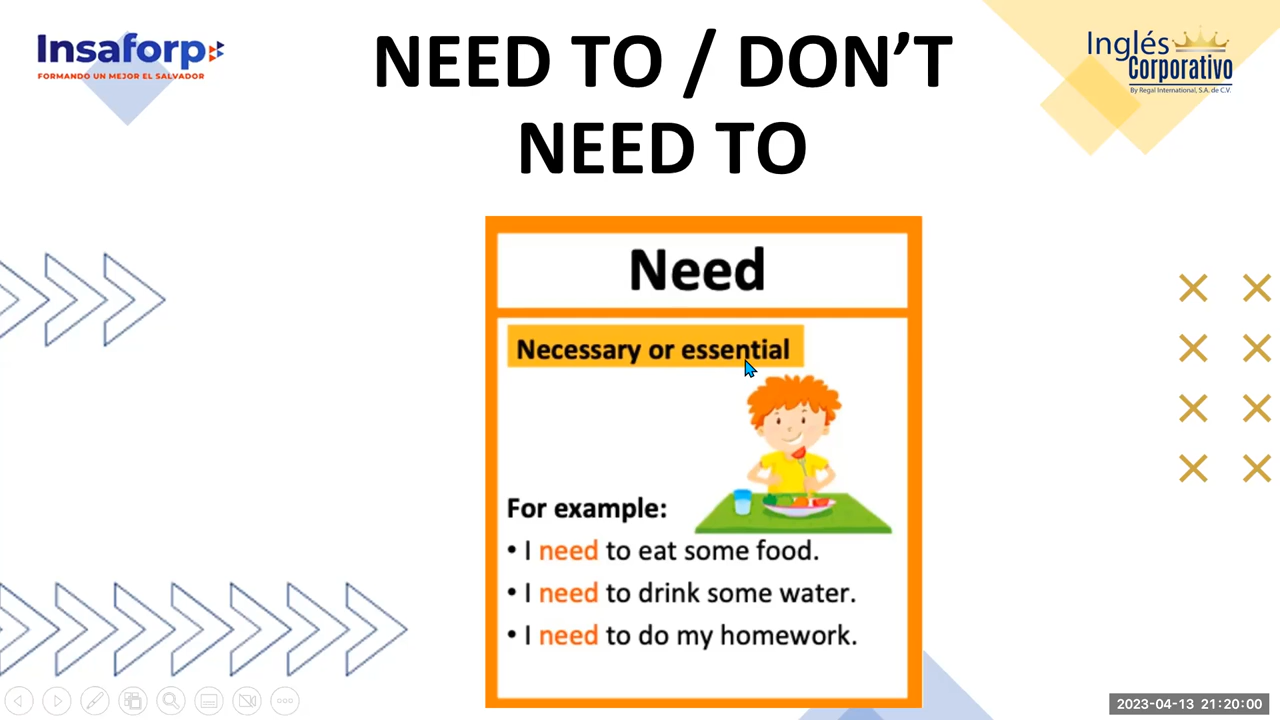 Insaforp
FORMANDO UN MEJOR EL SALVADOR
NEED TO / DON’T
NEED TO
Inglés
Corporativo
By Regal International, S.A. de C.V.
Need
Necessary or essential
For example:
• I need to eat some food.
• I need to drink some water.
• I need to do my homework.
2023-04-13 21:20:00